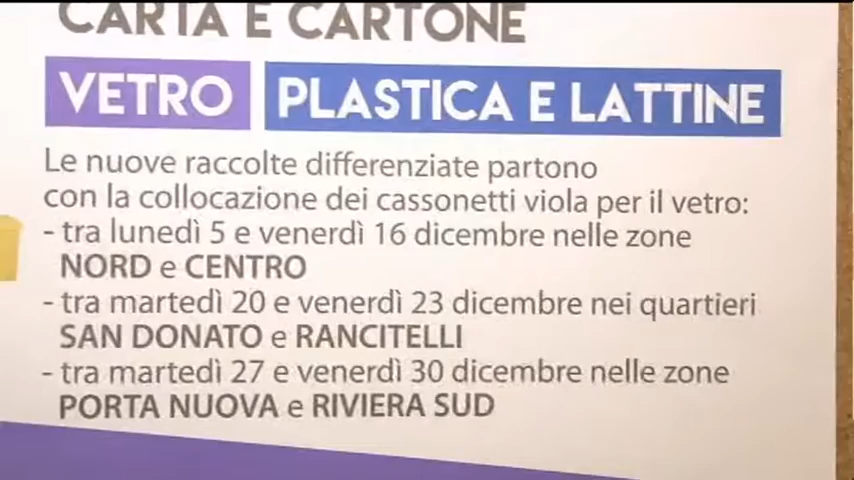 CARTA E CARTONE
VETRO PLASTICA E LATTINE
Le nuove raccolte differenziate partono
con la collocazione dei cassonetti viola per il vetro:
- tra lunedì 5 e venerdì 16 dicembre nelle zone
NORD e CENTRO
- tra martedì 20 e venerdì 23 dicembre nei quartieri
SAN DONATO e RANCITELLI
- tra martedì 27 e venerdì 30 dicembre nelle zone
PORTA NUOVA e RIVIERA SUD